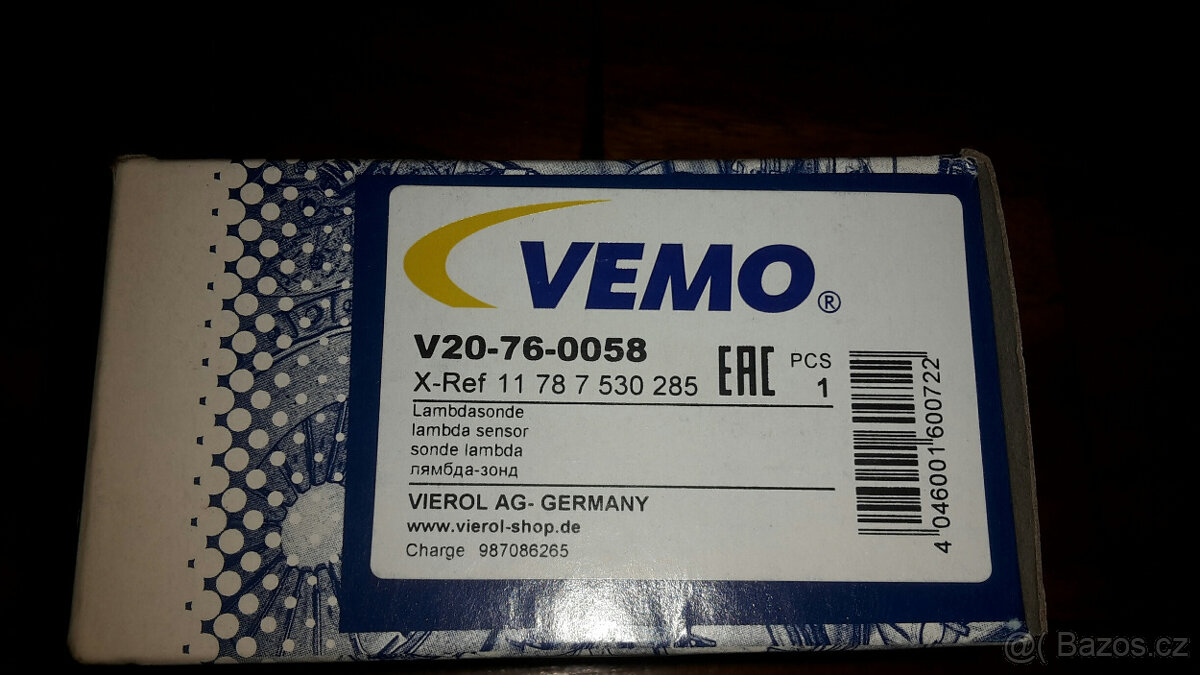 VEMO®
V20-76-0058
X-Ref 11 78 7 530 285
EAC
PCS
1
Lambdasonde
lambda sensor
sonde lambda
лямбда-зонд
VIEROL AG- GERMANY
www.vierol-shop.de
Charge 987086265
4 046001 600722
@( Bazos.cz